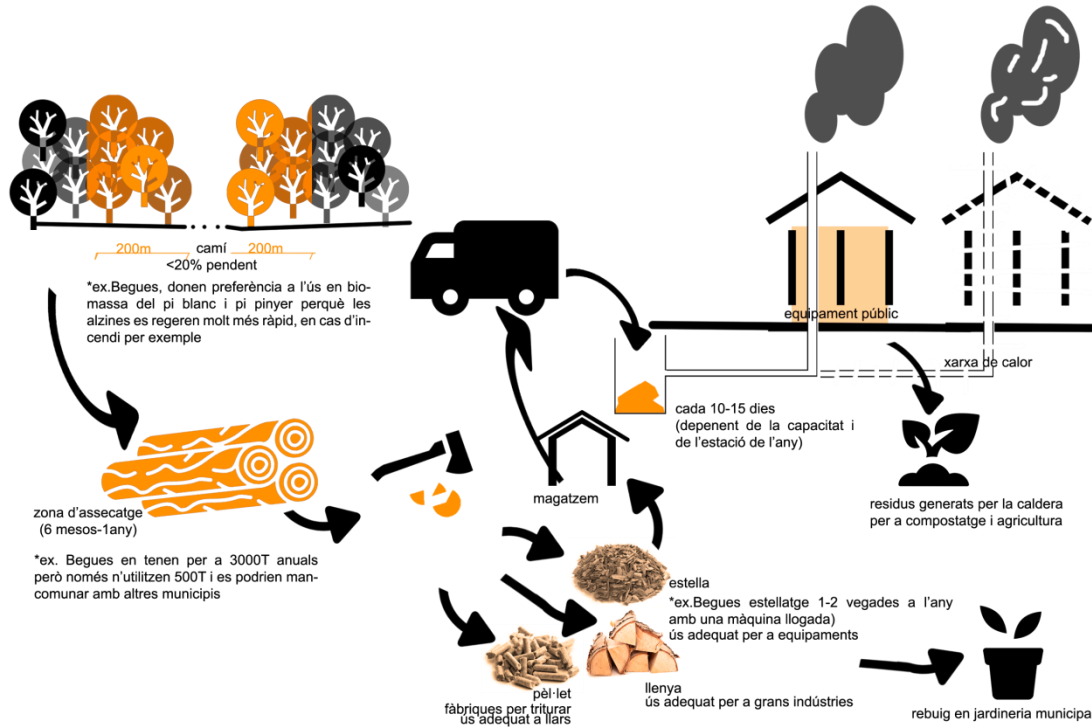 200m
camí
200m
<20% pendent
*ex.Begues, donen preferència a l'ús en bio-
massa del pi blanc i pi pinyer perquè les
alzines es regeren molt més ràpid, en cas d'in-
cendi per exemple
equipament públic
xarxa de calor
cada 10-15 dies
(depenent de la capacitat i
de l'estació de l'any)
magatzem
residus generats per la caldera
per a compostatge i agricultura
zona d'assecatge
(6 mesos-1any)
*ex. Begues en tenen per a 3000T anuals
però només n'utilitzen 500T i es podrien man-
comunar amb altres municipis
estella
*ex.Begues estellatge 1-2 vegades a l'any
amb una màquina llogada)
ús adequat per a equipaments
pèl·let
fàbriques per triturar
ús adequat a llars
llenya
ús adequat per a grans indústries
rebuig en jardineria municipa